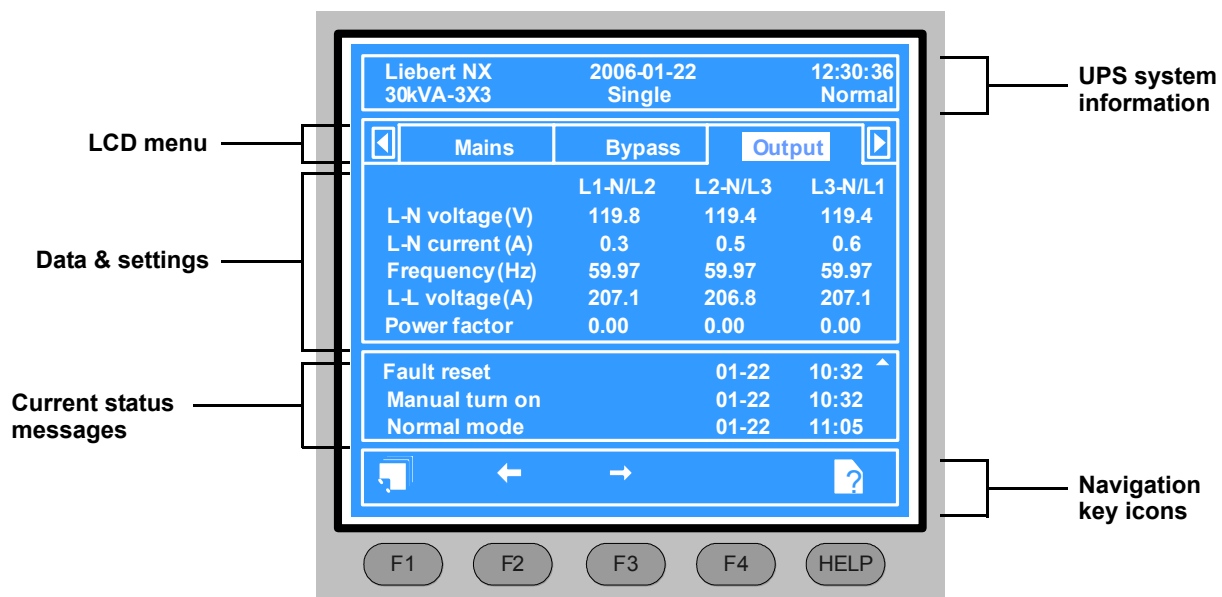 Liebert NX 2006-01-22 12:30:36
30kVA-3X3 Single Normal
UPS system
information
LCD menu
Mains Bypass Output
L1-N/L2 L2-N/L3 L3-N/L1
L-N voltage(V) 119.8 119.4 119.4
L-N current (A) 0.3 0.5 0.6
Data & settings
Frequency(Hz) 59.97 59.97 59.97
L-L voltage(A) 207.1 206.8 207.1
Power factor 0.00 0.00 0.00
Fault reset 01-22 10:32
Manual turn on 01-22 10:32
Normal mode 01-22 11:05
Current status
messages
?
Navigation
key icons
F1 F2 F3 F4 HELP